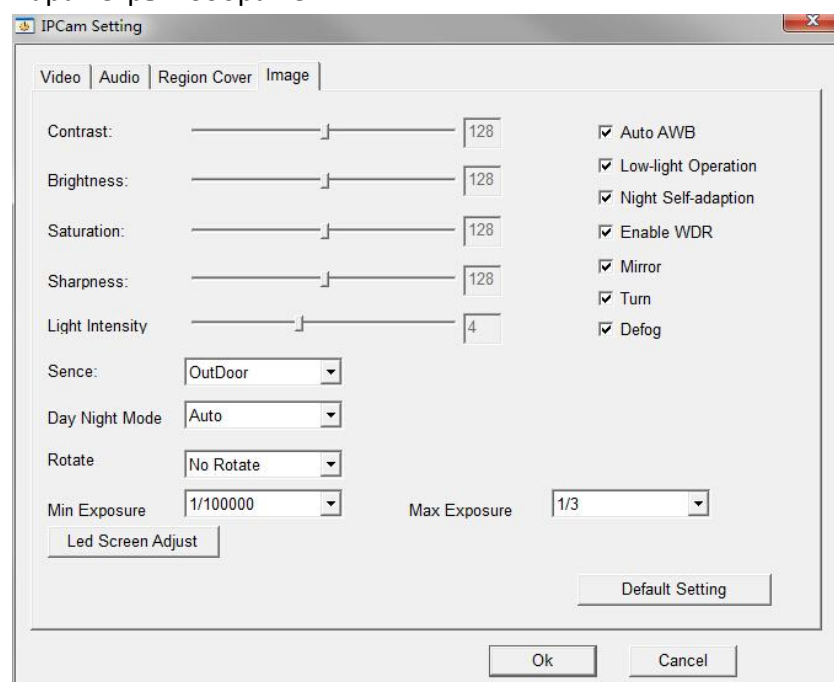 IPCam Setting
Video Audio Region Cover Image
Contrast: 128 Auto AWB
Low-light Operation
Brightness: 128
Night Self-adaption
Saturation: 128 Enable WDR
Mirror
Sharpness: 128
Turn
Light Intensity 4 Defog
Sence: OutDoor
Day Night Mode Auto
Rotate No Rotate
Min Exposure 1/100000 Max Exposure 1/3
Led Screen Adjust
Default Setting
Ok Cancel